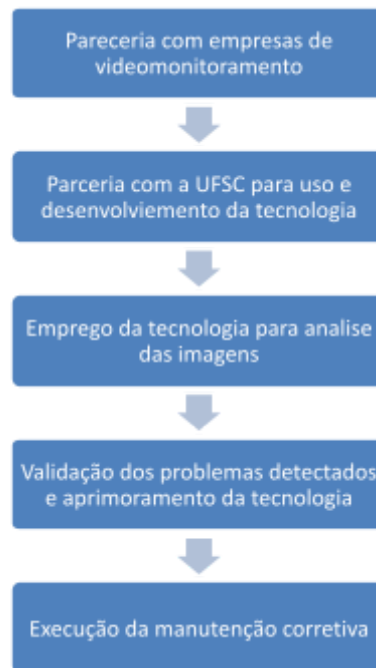 Pareceria com empresas de
videomonitoramento
Parceria com a UFSC para uso e
desenvolviemento da tecnologia
Emprego da tecnologia para analise
das imagens
Validação dos problemas detectados
e aprimoramento da tecnologia
Execução da manutenção corretiva